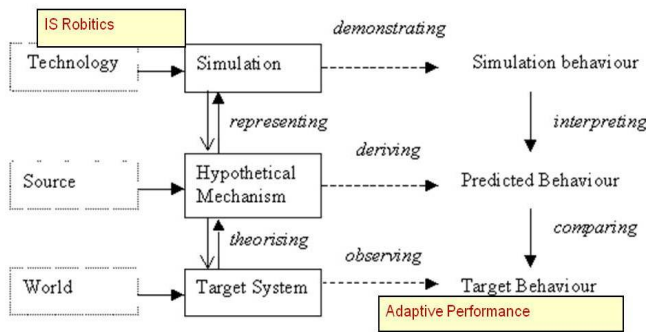 IS Robitics
demonstrating
Technology
Simulation
Simulation behaviour
representing
interpreting
deriving
Source
Hypothetical
Mechanism
Predicted Behaviour
theorising
comparing
observing
World
Target System
Target Behaviour
Adaptive Performance